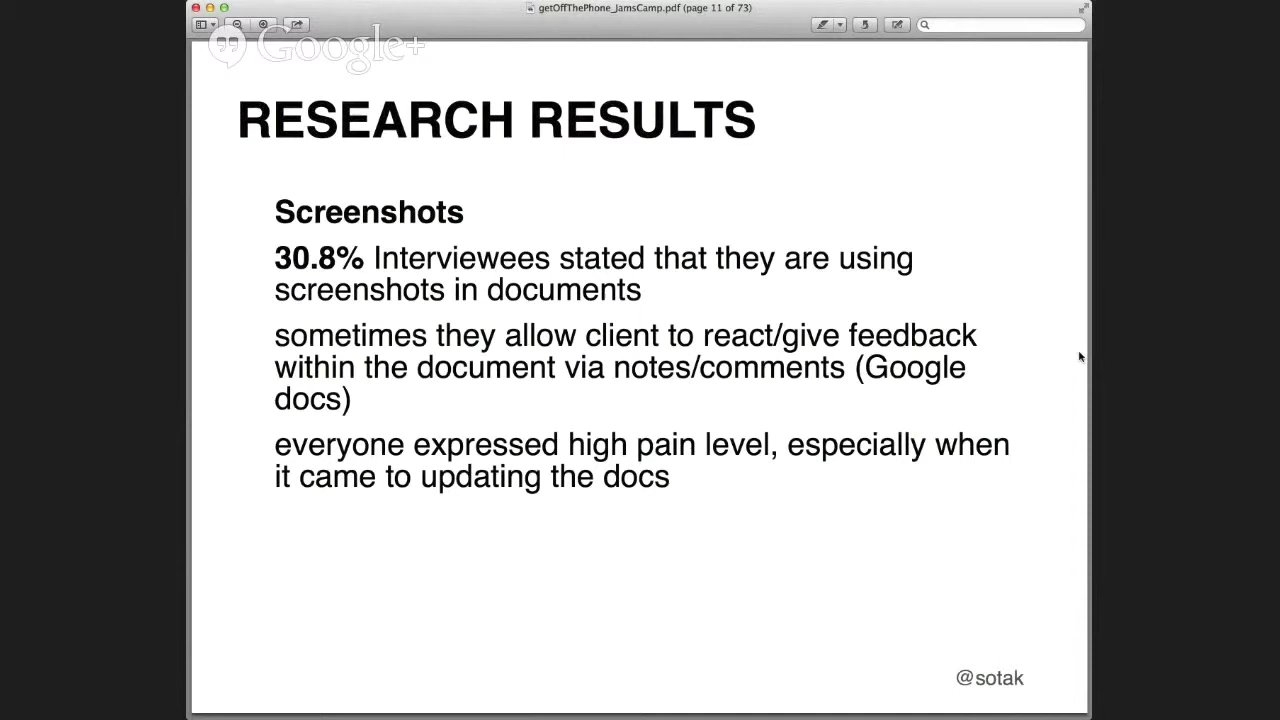 getOffThePhone_JamsCamp.pdf (page 11 of 73)
Google+
RESEARCH RESULTS
Screenshots
30.8% Interviewees stated that they are using
screenshots in documents
sometimes they allow client to react/give feedback
within the document via notes/comments (Google
docs)
everyone expressed high pain level, especially when
it came to updating the docs
@sotak